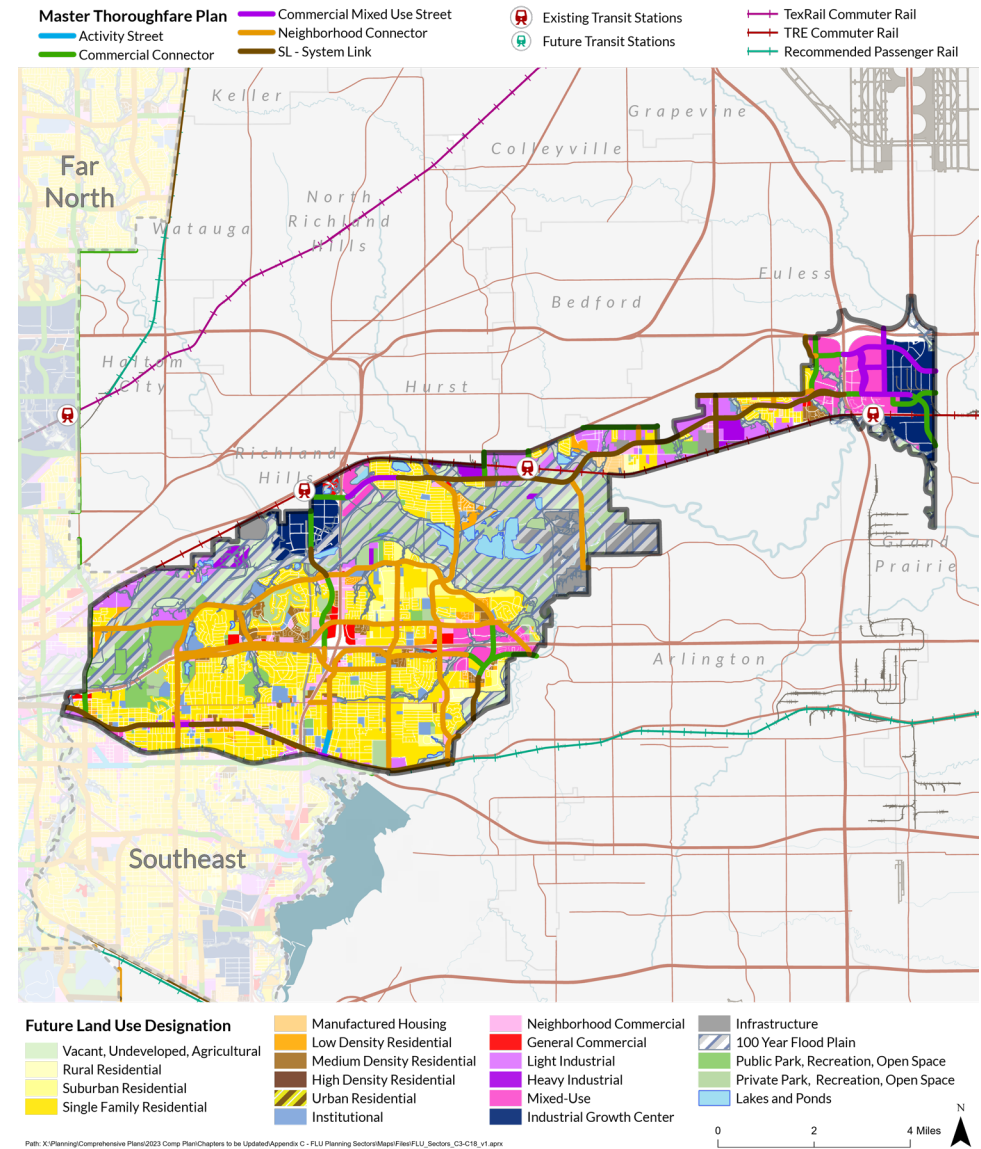 Master Thoroughfare Plan
Activity Street
Commercial Connector
Commercial Mixed Use Street
Neighborhood Connector
SL - System Link
Existing Transit Stations
Future Transit Stations
TexRail Commuter Rail
TRE Commuter Rail
Recommended Passenger Rail
Keller
Grapevine
Colleyville
Far
North
North
Richland
Hills
Watauga
Euless
Bedford
Haltom
City
Hurst
Richland
Hills
Grand
Prairie
Arlington
Southeast
Future Land Use Designation
Vacant, Undeveloped, Agricultural
Rural Residential
Suburban Residential
Single Family Residential
Manufactured Housing
Low Density Residential
Medium Density Residential
High Density Residential
Urban Residential
Institutional
Neighborhood Commercial
General Commercial
Light Industrial
Heavy Industrial
Mixed-Use
Industrial Growth Center
Infrastructure
100 Year Flood Plain
Public Park, Recreation, Open Space
Private Park, Recreation, Open Space
Lakes and Ponds
N
0 2 4 Miles
Path: X:\Planning\Comprehensive Plans\2023 Comp Plan\Chapters to be Updated\Appendix C - FLU Planning Sectors\Maps\Files\FLU_Sectors_C3-C18_v1.aprx